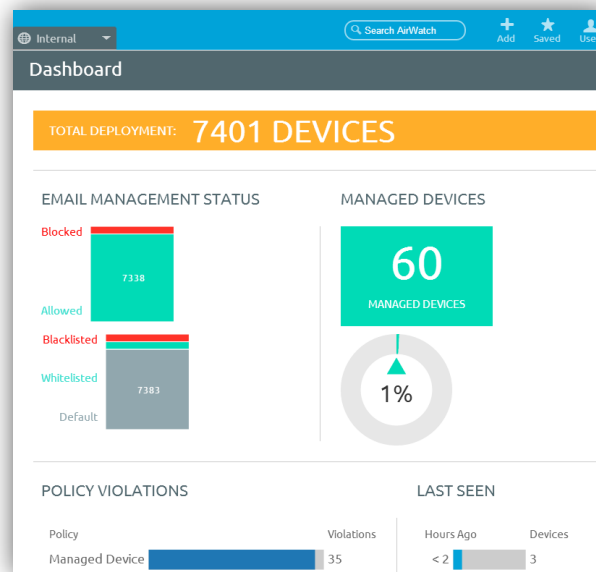 Internal
Search AirWatch
Add
Saved
Dashboard
TOTAL DEPLOYMENT: 7401 DEVICES
EMAIL MANAGEMENT STATUS
Blocked
7338
Allowed
Blacklisted
Whitelisted
7383
Default
MANAGED DEVICES
60
MANAGED DEVICES
1%
POLICY VIOLATIONS
Policy Violations
Managed Device 35
LAST SEEN
Hours Ago Devices
< 2 3